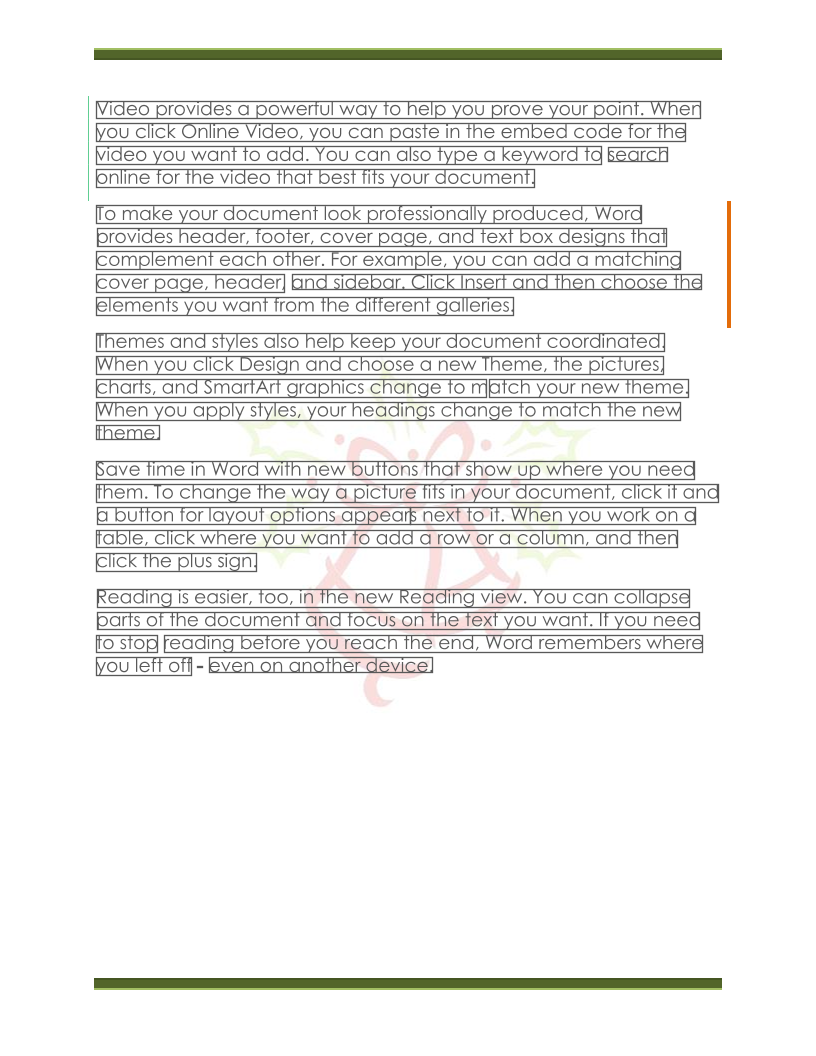 Video provides a powerful way to help you prove your point. When
you click Online Video, you can paste in the embed code for the
video you want to add. You can also type a keyword to search
online for the video that best fits your document.
To make your document look professionally produced, Word
provides header, footer, cover page, and text box designs that
complement each other. For example, you can add a matching
cover page, header, and sidebar. Click Insert and then choose the
elements you want from the different galleries.
Themes and styles also help keep your document coordinated.
When you click Design and choose a new Theme, the pictures,
charts, and SmartArt graphics change to match your new theme.
When you apply styles, your headings change to match the new
theme.
Save time in Word with new buttons that show up where you need
them. To change the way a picture fits in your document, click it and
a button for layout options appears next to it. When you work on a
table, click where you want to add a row or a column, and then
click the plus sign.
Reading is easier, too, in the new Reading view. You can collapse
parts of the document and focus on the text you want. If you need
to stop reading before you reach the end, Word remembers where
you left off - even on another device.